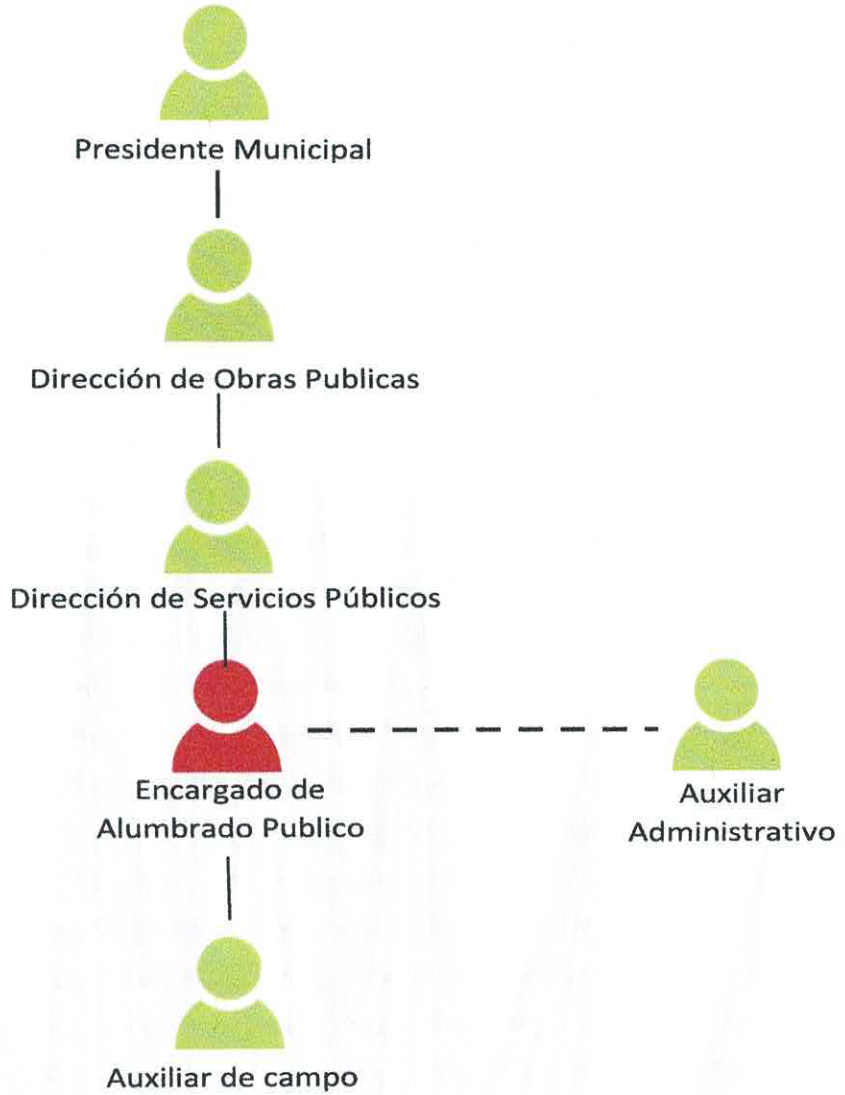 Presidente Municipal
Dirección de Obras Publicas
Dirección de Servicios Públicos
Encargado de
Alumbrado Publico
Auxiliar
Administrativo
Auxiliar de campo